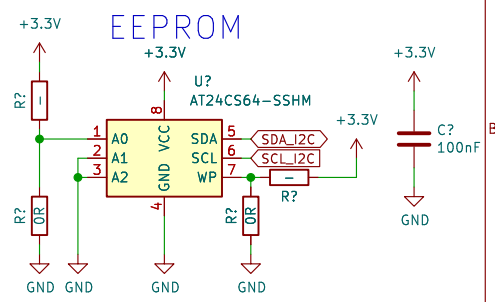 EEPROM
+3.3V
+3.3V
+3.3V
+3.3V
U?
AT24CS64-SSHM
R?
–
8
VCC
1 A0
2 A1
3 A2
SDA 5 SDA_I2C
SCL 6 SCL_I2C
WP 7
GND
4
R?
–
R?
0R
R?
0R
C?
100nF
GND
GND
GND
GND
GND
B